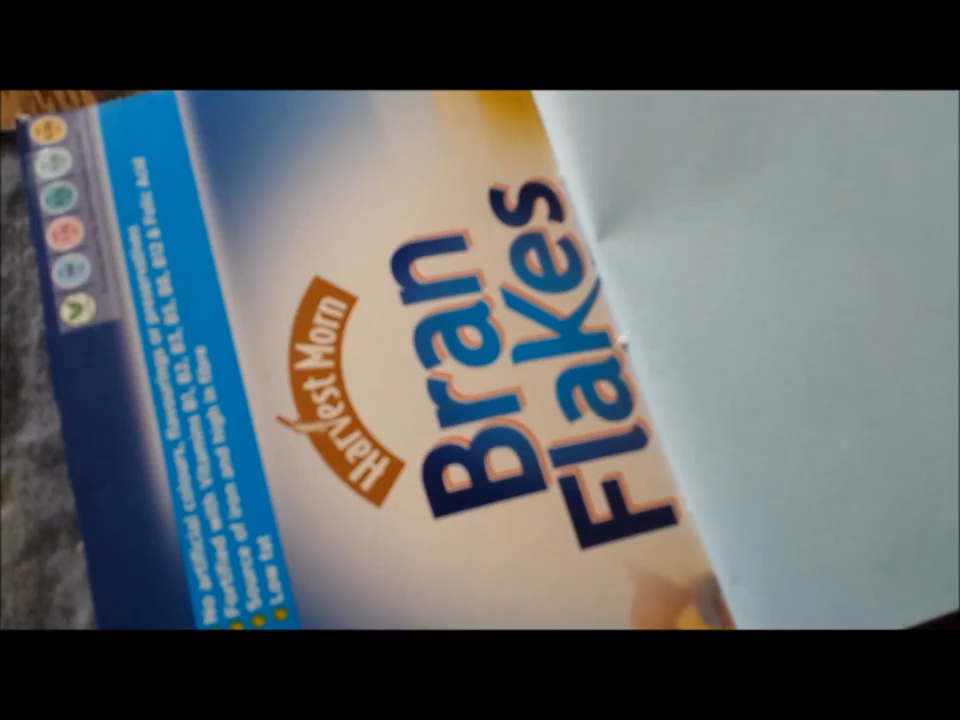 Harvest Morn
Bran
Flakes
No artificial colours, flavourings or preservation
Fortified with Vitamins B1, B2, B3, B5, B6, B12 & Folic Acid
Source of iron and high in fibre
Low fat